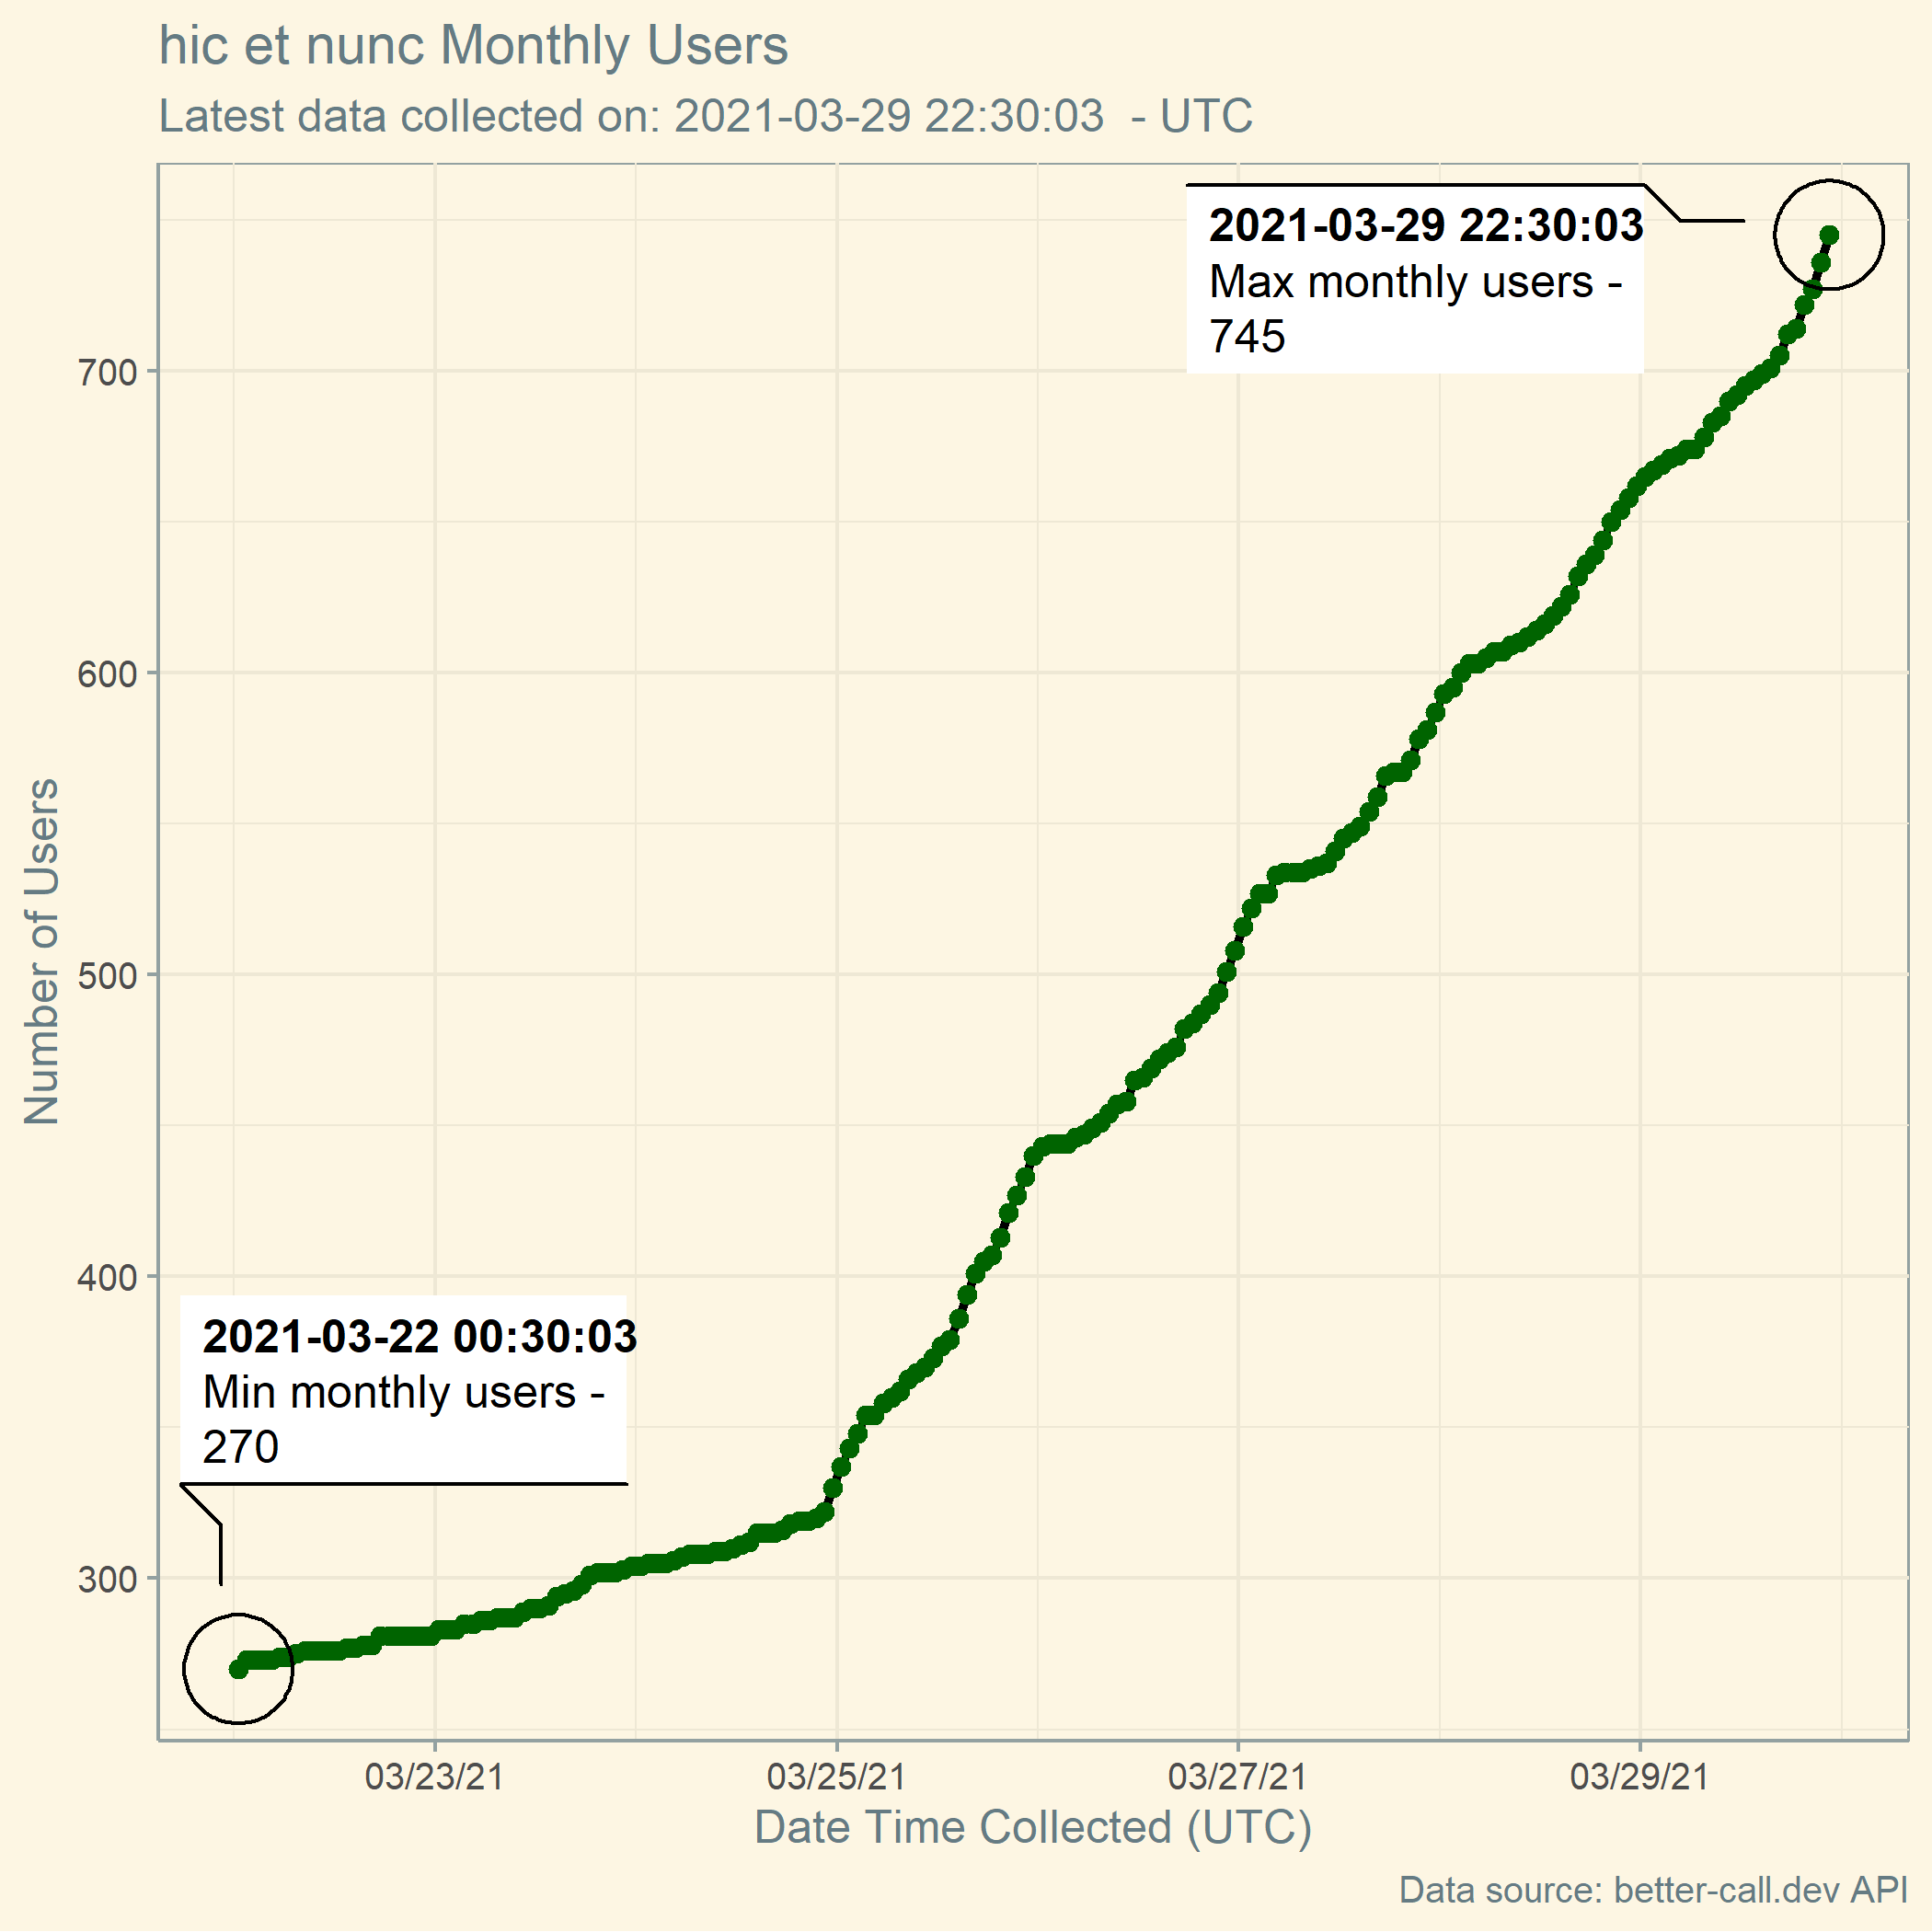 hic et nunc Monthly Users
Latest data collected on: 2021-03-29 22:30:03  - UTC
2021-03-29 22:30:03
Max monthly users -
745
700
600
500
400
300
Number of Users
2021-03-22 00:30:03
Min monthly users -
270
03/23/21
03/25/21
03/27/21
03/29/21
Date Time Collected (UTC)
Data source: better-call.dev API